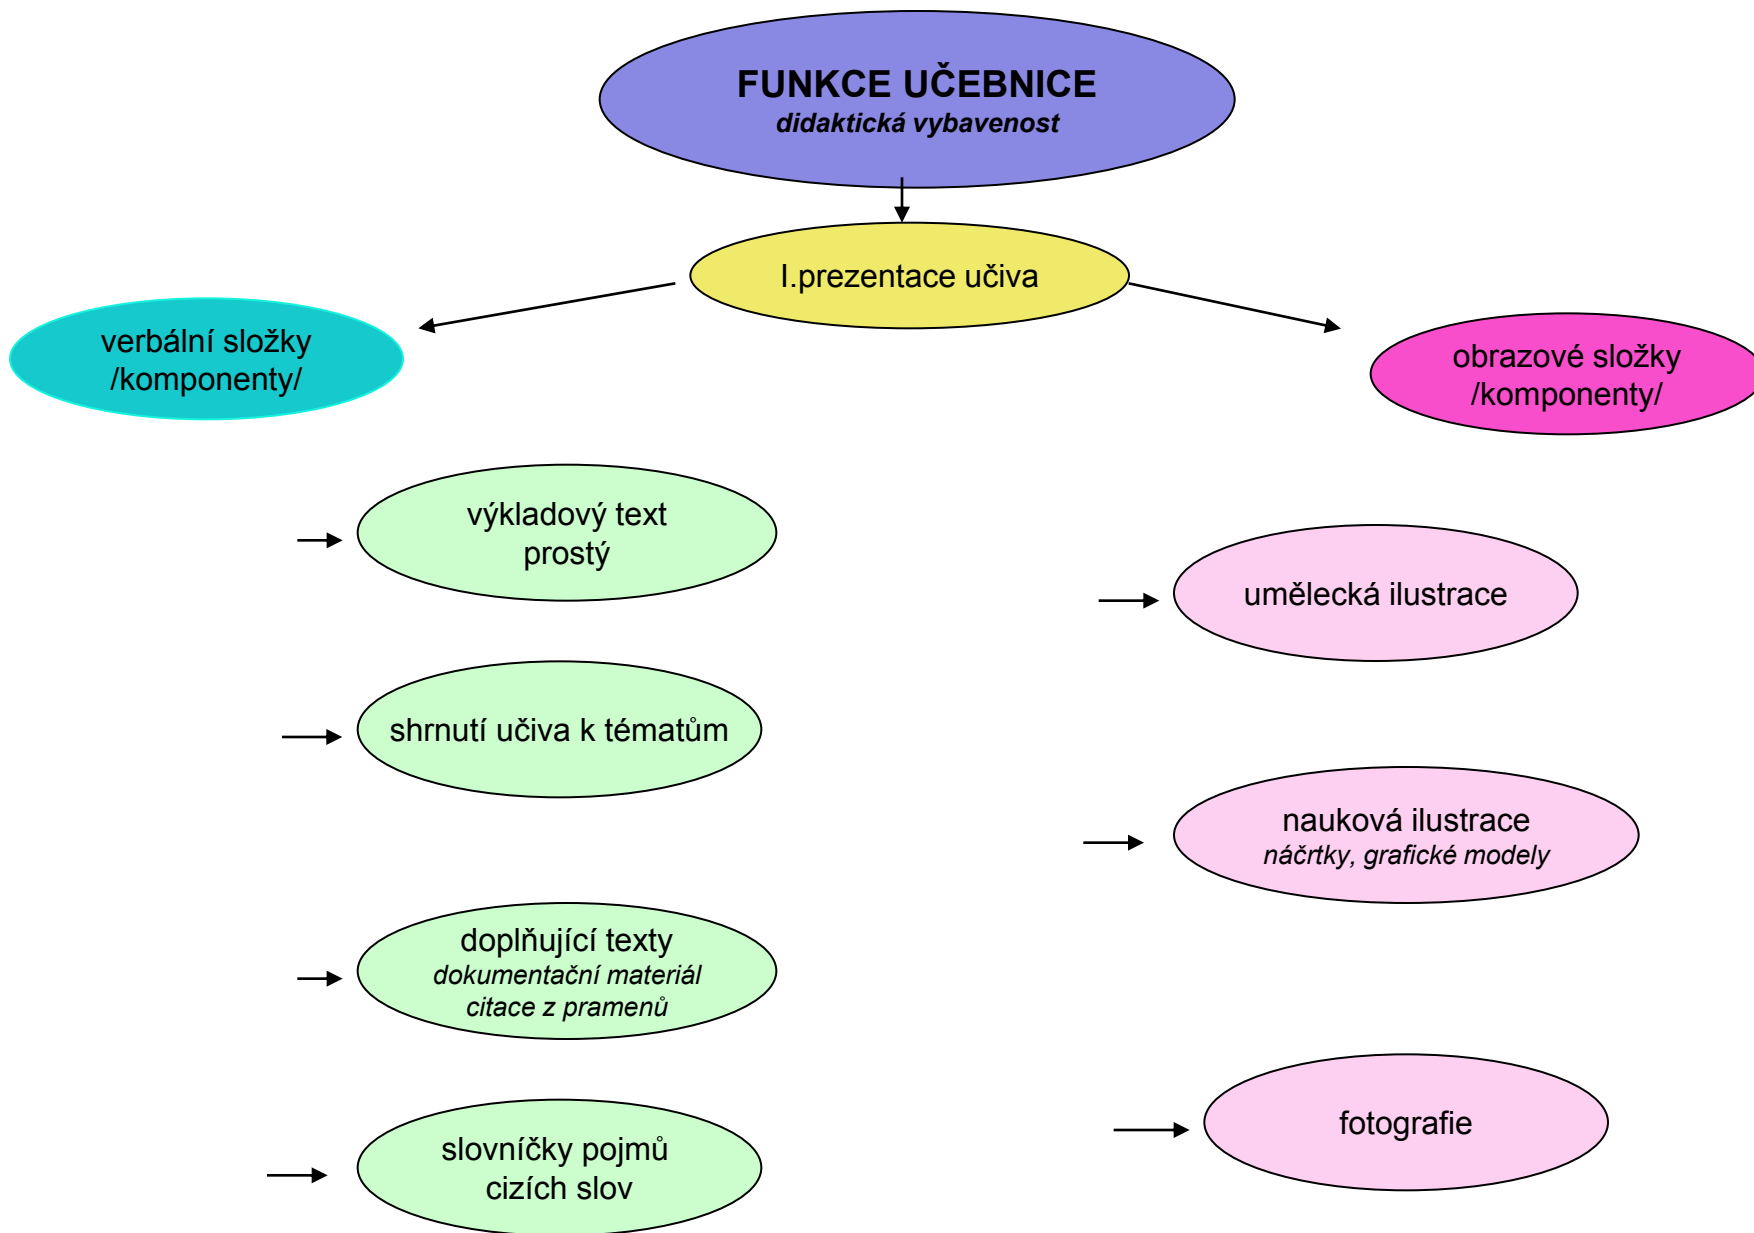 FUNKCE UČEBNICE
didaktická vybavenost
I.prezentace učiva
verbální složky
/komponenty/
obrazové složky
/komponenty/
výkladový text
prostý
shrnutí učiva k tématům
doplňující texty
dokumentační materiál
citace z pramenů
slovníčky pojmů
cizích slov
umělecká ilustrace
nauková ilustrace
náčrtky, grafické modely
fotografie